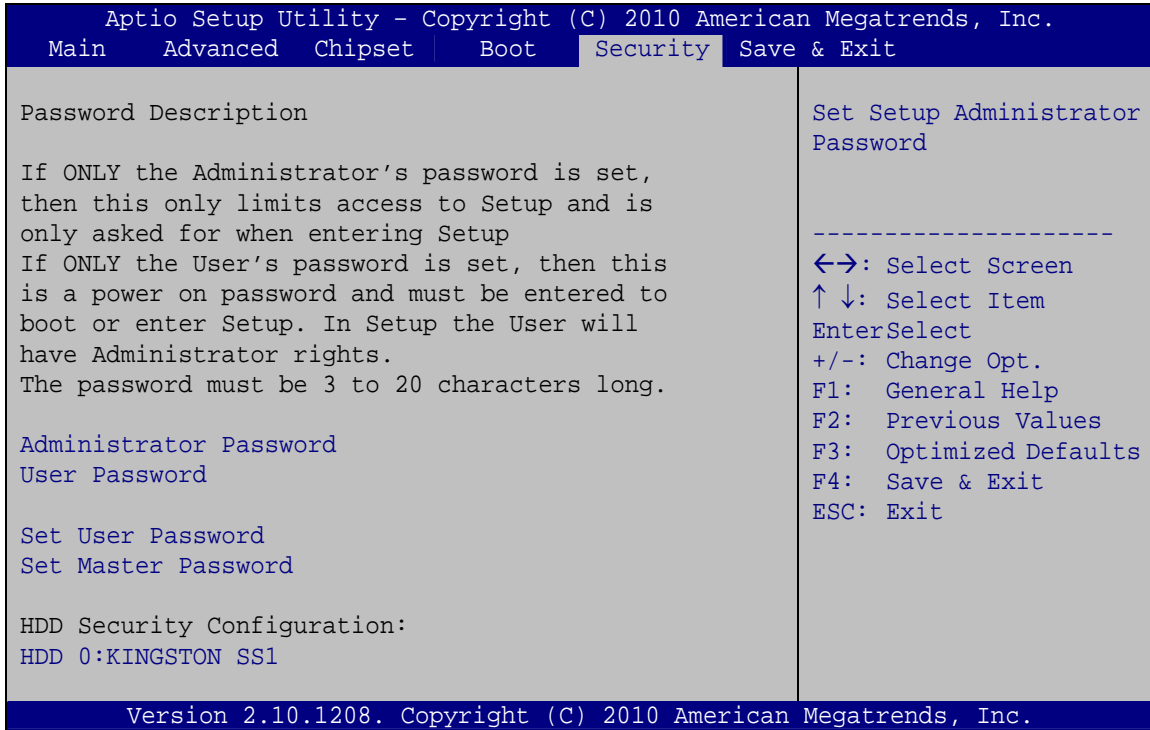 Aptio Setup Utility – Copyright (C) 2010 American Megatrends, Inc.
Main Advanced Chipset Boot Security Save & Exit
Password Description
If ONLY the Administrator’s password is set,
then this only limits access to Setup and is
only asked for when entering Setup
If ONLY the User’s password is set, then this
is a power on password and must be entered to
boot or enter Setup. In Setup the User will
have Administrator rights.
The password must be 3 to 20 characters long.
Administrator Password
User Password
Set User Password
Set Master Password
HDD Security Configuration:
HDD 0:KINGSTON SS1
Set Setup Administrator
Password
---------------------
←→: Select Screen
↑ ↓: Select Item
EnterSelect
+/-: Change Opt.
F1: General Help
F2: Previous Values
F3: Optimized Defaults
F4: Save & Exit
ESC: Exit
Version 2.10.1208. Copyright (C) 2010 American Megatrends, Inc.